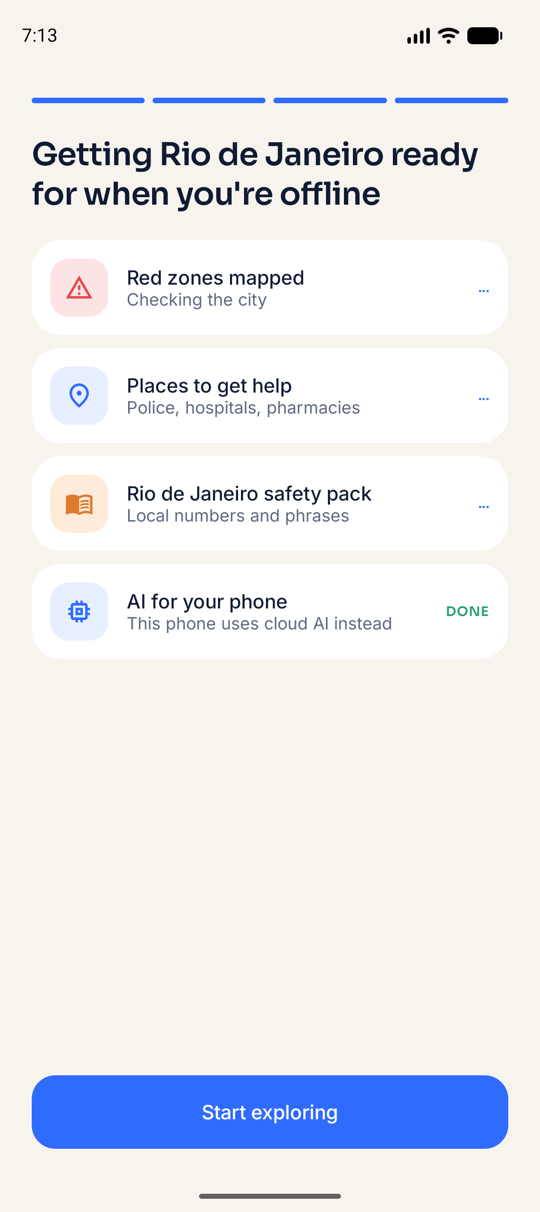 7:13
Getting Rio de Janeiro ready
for when you're offline
Red zones mapped
Checking the city
...
Places to get help
Police, hospitals, pharmacies
...
Rio de Janeiro safety pack
Local numbers and phrases
...
AI for your phone
This phone uses cloud AI instead
DONE
Start exploring